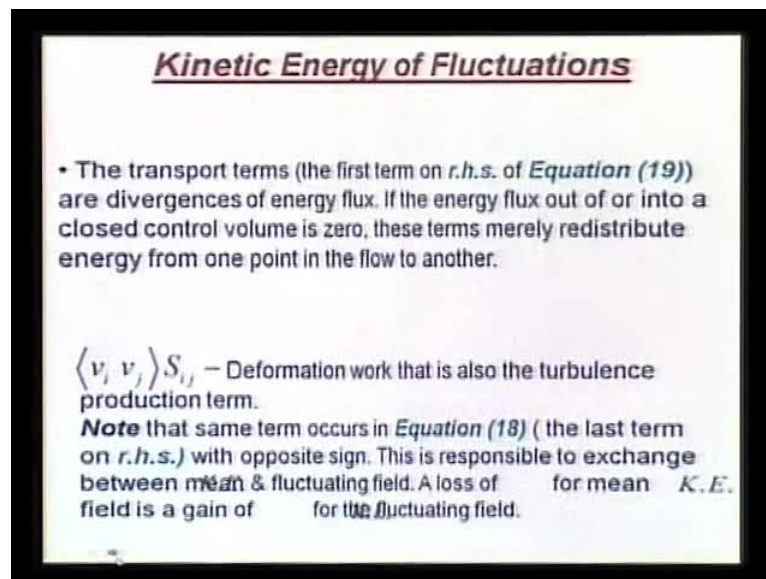 Kinetic Energy of Fluctuations
• The transport terms (the first term on r.h.s. of Equation (19))
are divergences of energy flux. If the energy flux out of or into a
closed control volume is zero, these terms merely redistribute
energy from one point in the flow to another.
⟨v_i v_j⟩S_{ij} – Deformation work that is also the turbulence
production term.
Note that same term occurs in Equation (18) ( the last term
on r.h.s.) with opposite sign. This is responsible to exchange
between mean & fluctuating field. A loss of for mean K.E.
field is a gain of for the fluctuating field.